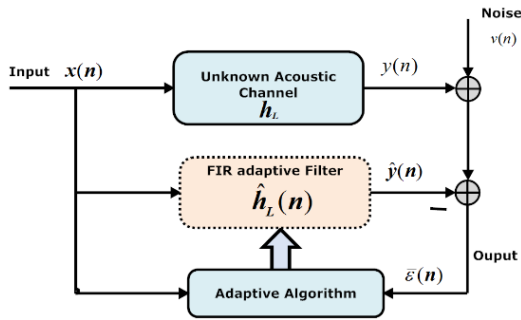 Noise
v(n)
Input
x(n)
Unknown Acoustic
Channel
h_L
y(n)
FIR adaptive Filter
ĥ_L(n)
ŷ(n)
Ouput
Adaptive Algorithm
ε̅(n)